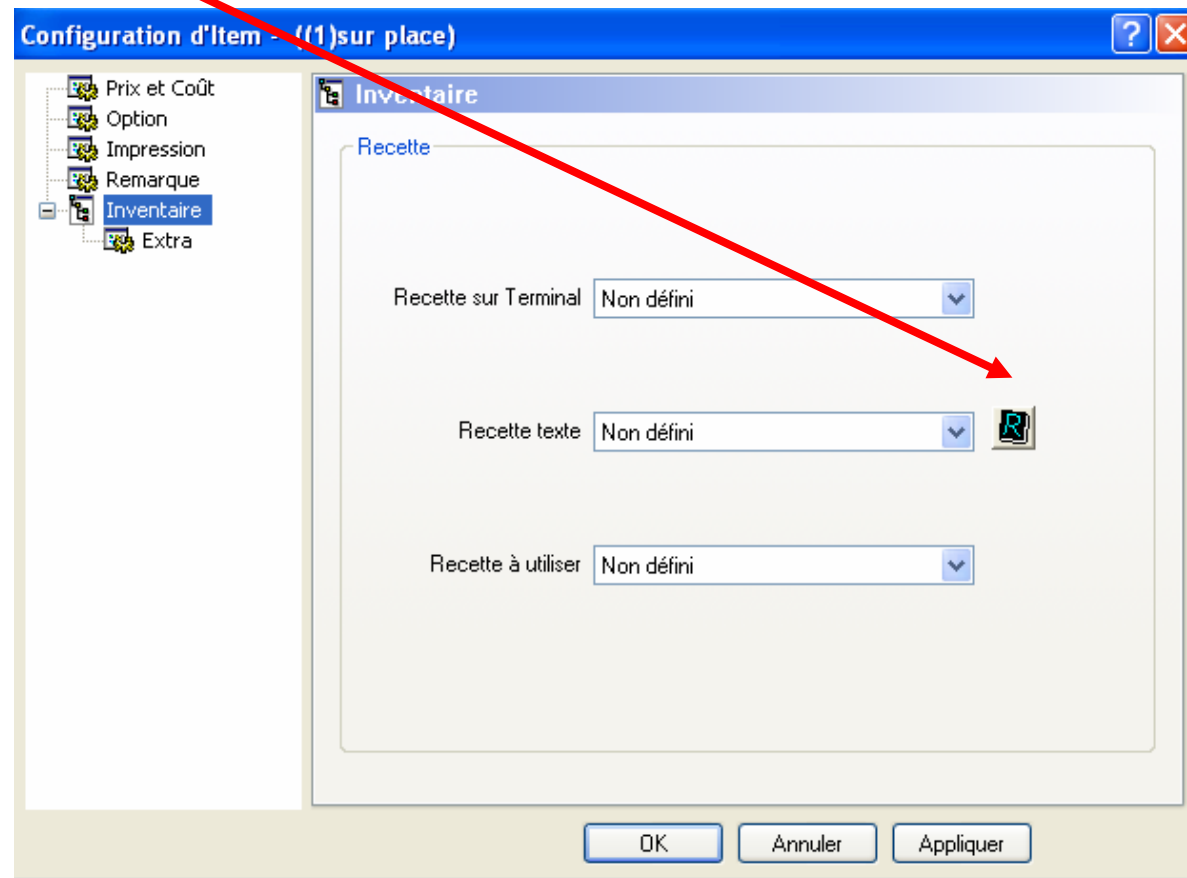 Configuration d'Item - ((1)sur place)
Prix et Coût
Option
Impression
Remarque
Inventaire
Extra
Inventaire
Recette
Recette sur Terminal Non défini
Recette texte Non défini
R
Recette à utiliser Non défini
OK Annuler Appliquer